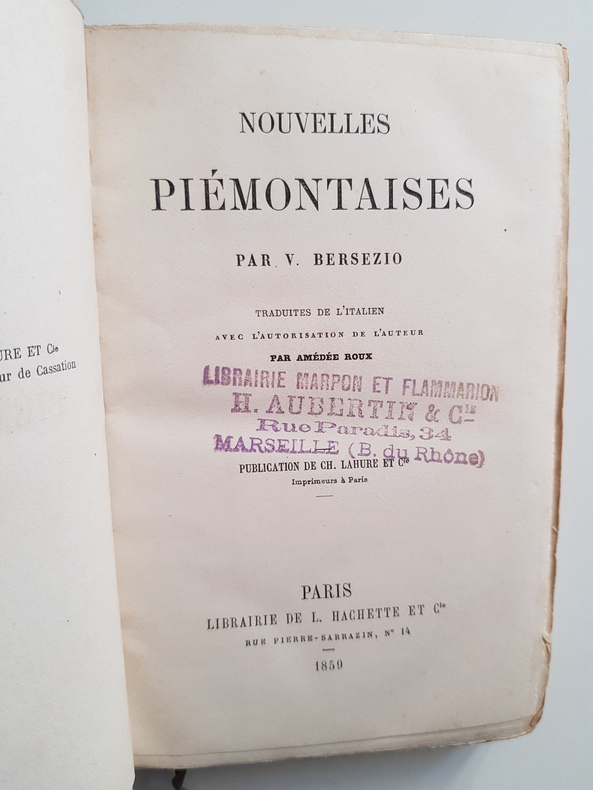 URE ET Cie
ur de Cassation
NOUVELLES
PIÉMONTAISES
PAR V. BERSEZIO
TRADUITES DE L'ITALIEN
AVEC L'AUTORISATION DE L'AUTEUR
PAR AMÉDÉE ROUX
LIBRAIRIE MARPON ET FLAMMARION
H. AUBERTIN & Cie
Rue Paradis, 34
MARSEILLE (B. du Rhône)
PUBLICATION DE CH. LAHURE ET Cie
Imprimeurs à Paris
PARIS
LIBRAIRIE DE L. HACHETTE ET Cie
RUE PIERRE-SARRAZIN, N° 14
1859